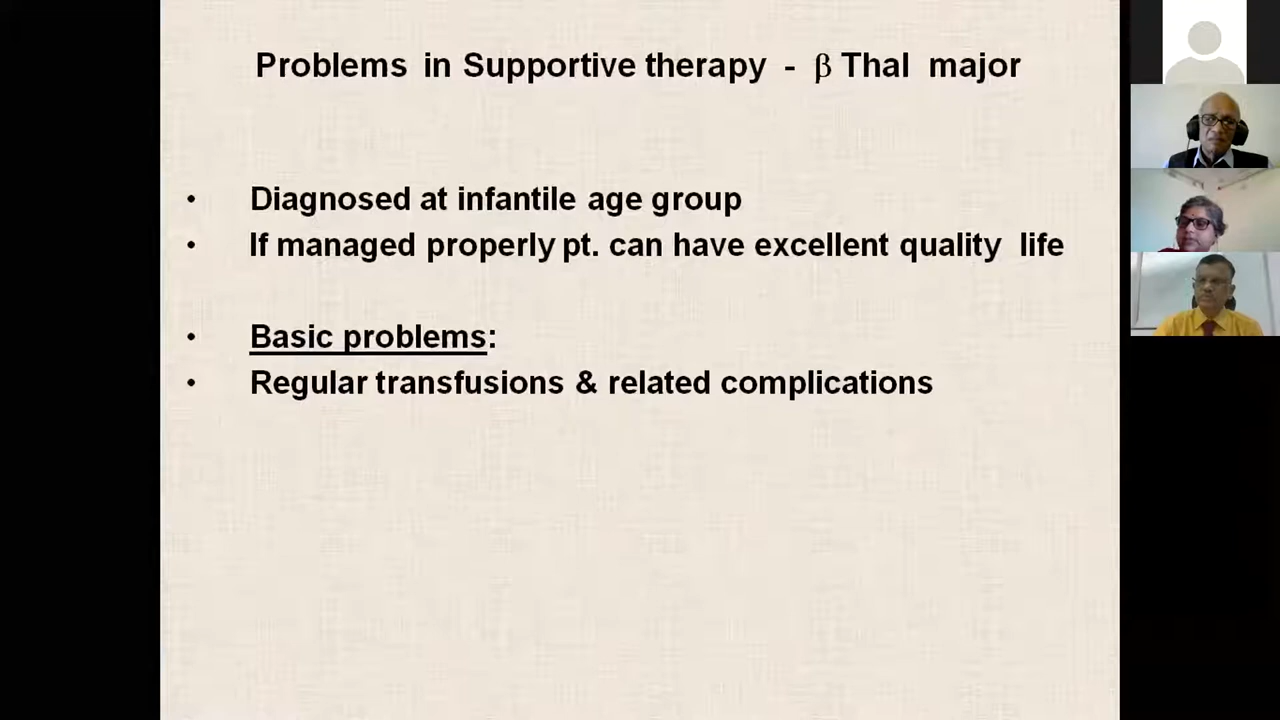 Problems in Supportive therapy - β Thal major
• Diagnosed at infantile age group
• If managed properly pt. can have excellent quality life
• Basic problems:
• Regular transfusions & related complications